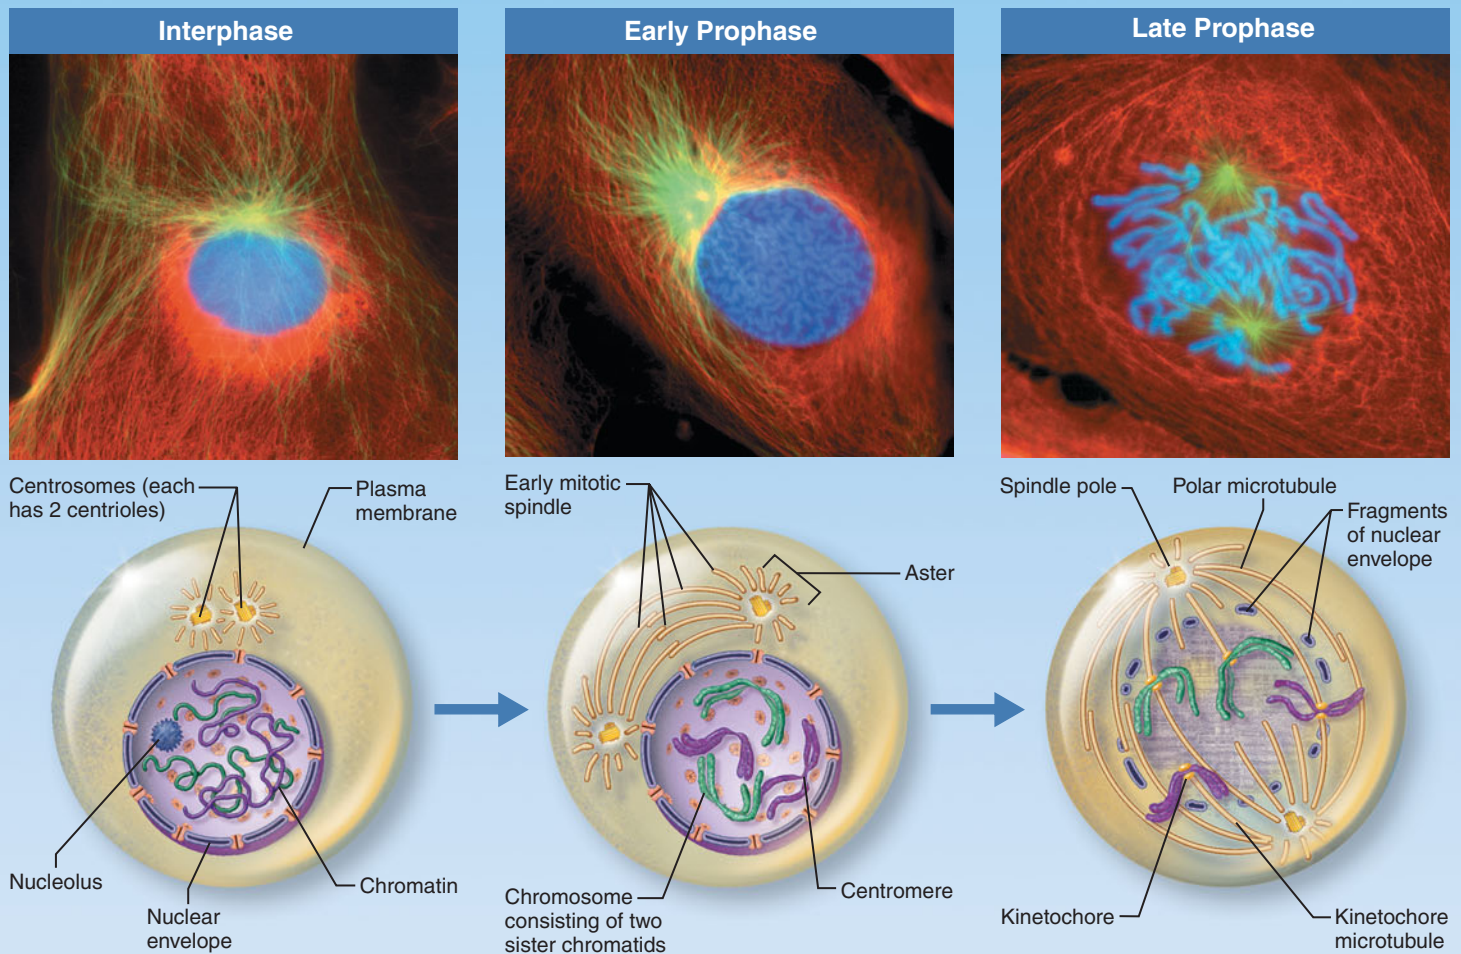 Interphase
Early Prophase
Late Prophase
Centrosomes (each
has 2 centrioles)
Plasma
membrane
Nucleolus
Nuclear
envelope
Chromatin
Early mitotic
spindle
Aster
Chromosome
consisting of two
sister chromatids
Centromere
Spindle pole
Polar microtubule
Fragments
of nuclear
envelope
Kinetochore
Kinetochore
microtubule